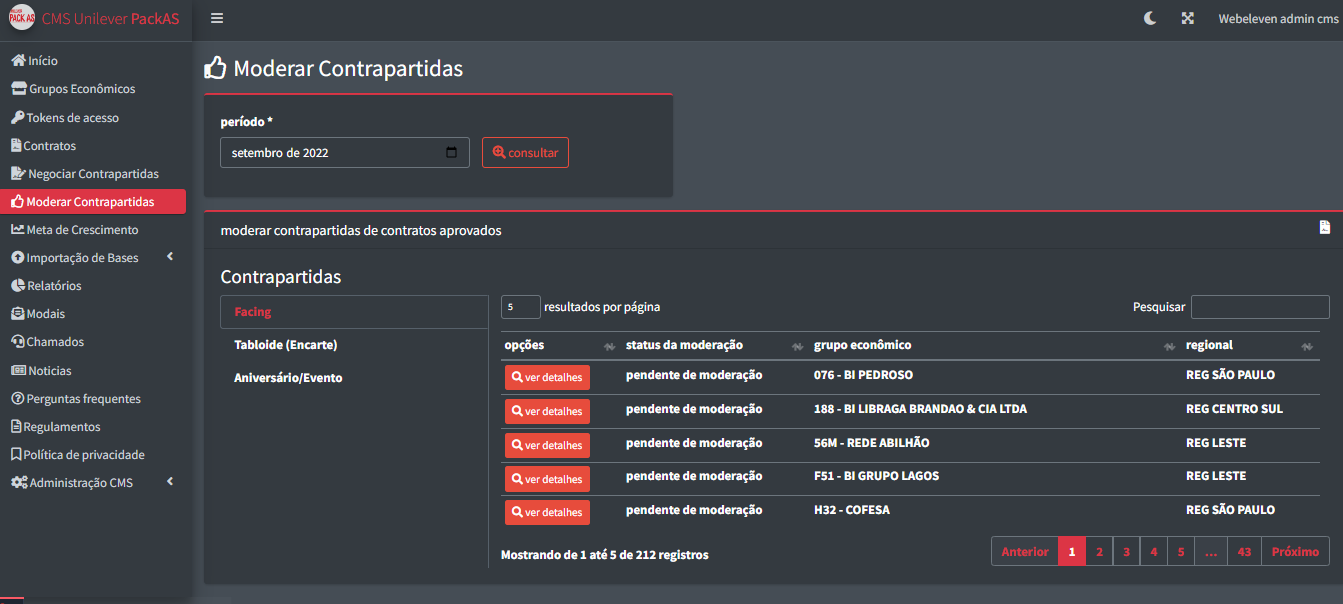 PACK AS
CMS Unilever PackAS
Webeleven admin cms
Início
Grupos Econômicos
Tokens de acesso
Contratos
Negociar Contrapartidas
Moderar Contrapartidas
Meta de Crescimento
Importação de Bases
Relatórios
Modais
Chamados
Noticias
Perguntas frequentes
Regulamentos
Política de privacidade
Administração CMS
Moderar Contrapartidas
período *
setembro de 2022
consultar
moderar contrapartidas de contratos aprovados
Contrapartidas
Facing
Tabloide (Encarte)
Aniversário/Evento
5 resultados por página
Pesquisar
opções status da moderação grupo econômico regional
ver detalhes pendente de moderação 076 - BI PEDROSO REG SÃO PAULO
ver detalhes pendente de moderação 188 - BI LIBRAGA BRANDAO & CIA LTDA REG CENTRO SUL
ver detalhes pendente de moderação 56M - REDE ABILHÃO REG LESTE
ver detalhes pendente de moderação F51 - BI GRUPO LAGOS REG LESTE
ver detalhes pendente de moderação H32 - COFESA REG SÃO PAULO
Mostrando de 1 até 5 de 212 registros
Anterior 1 2 3 4 5 ... 43 Próximo